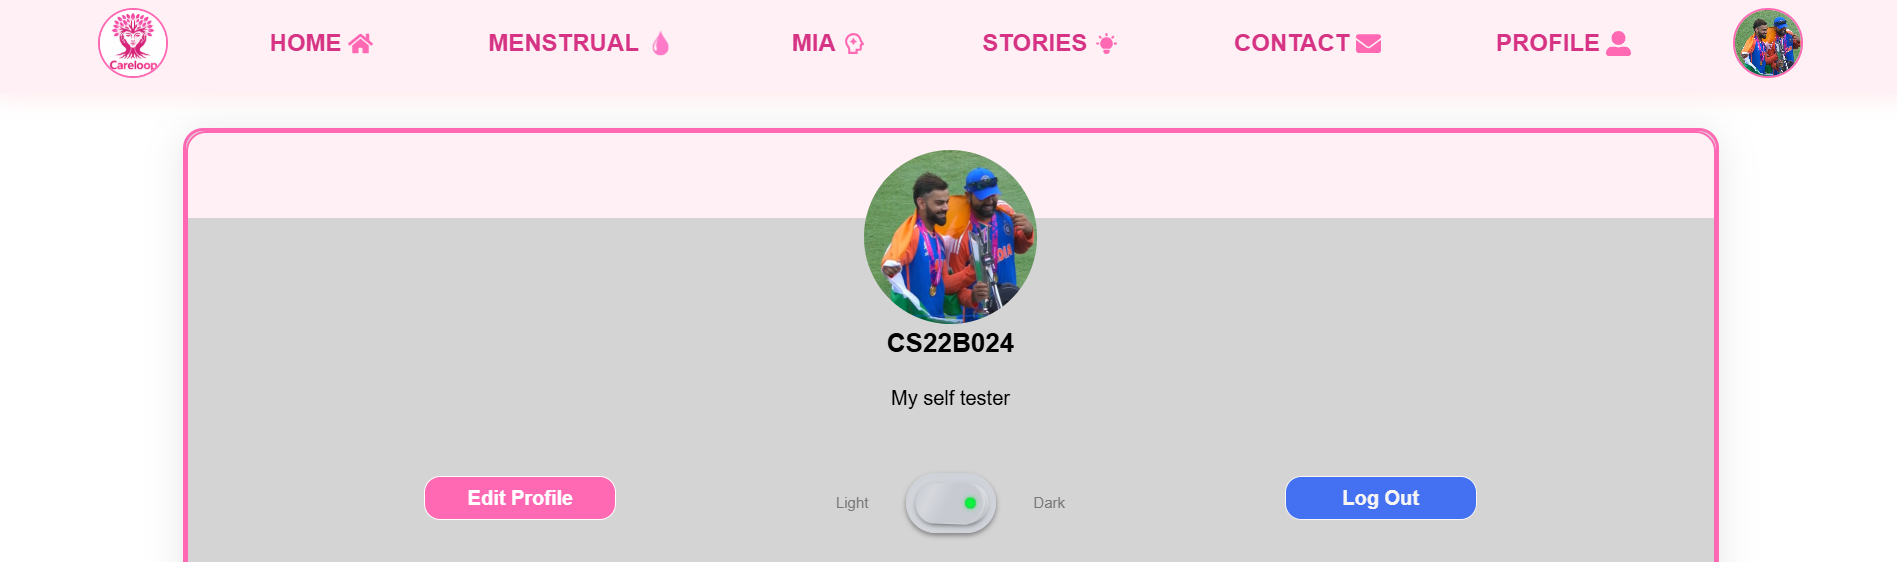 Careloop
HOME
MENSTRUAL
MIA
STORIES
CONTACT
PROFILE
CS22B024
My self tester
Edit Profile
Light
Dark
Log Out